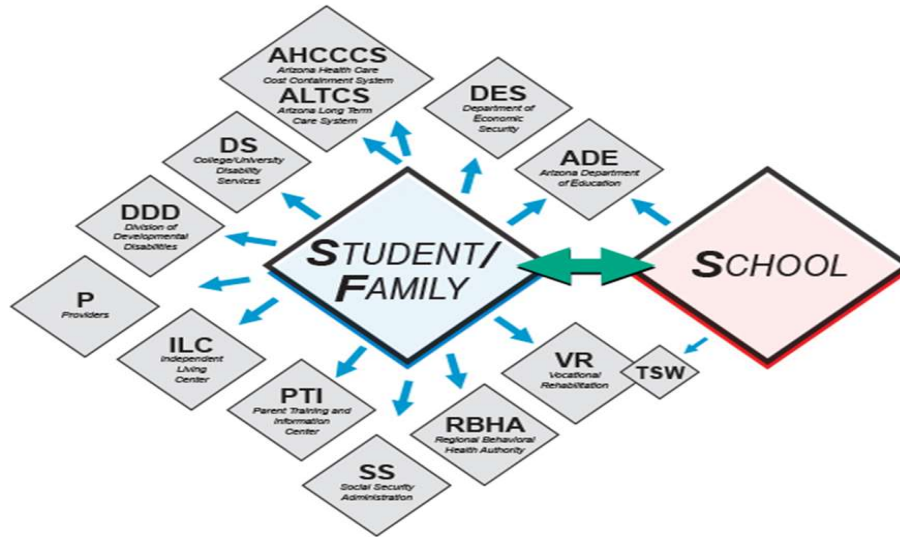 AHCCCS
Arizona Health Care
Cost Containment System
ALTCS
Arizona Long Term
Care System
DES
Department of
Economic
Security
DS
College/University
Disability
Services
ADE
Arizona Department
of Education
DDD
Division of
Developmental
Disabilities
STUDENT/
FAMILY
SCHOOL
P
Providers
ILC
Independent
Living
Center
VR
Vocational
Rehabilitation
TSW
PTI
Parent Training and
Information
Center
RBHA
Regional Behavioral
Health Authority
SS
Social Security
Administration